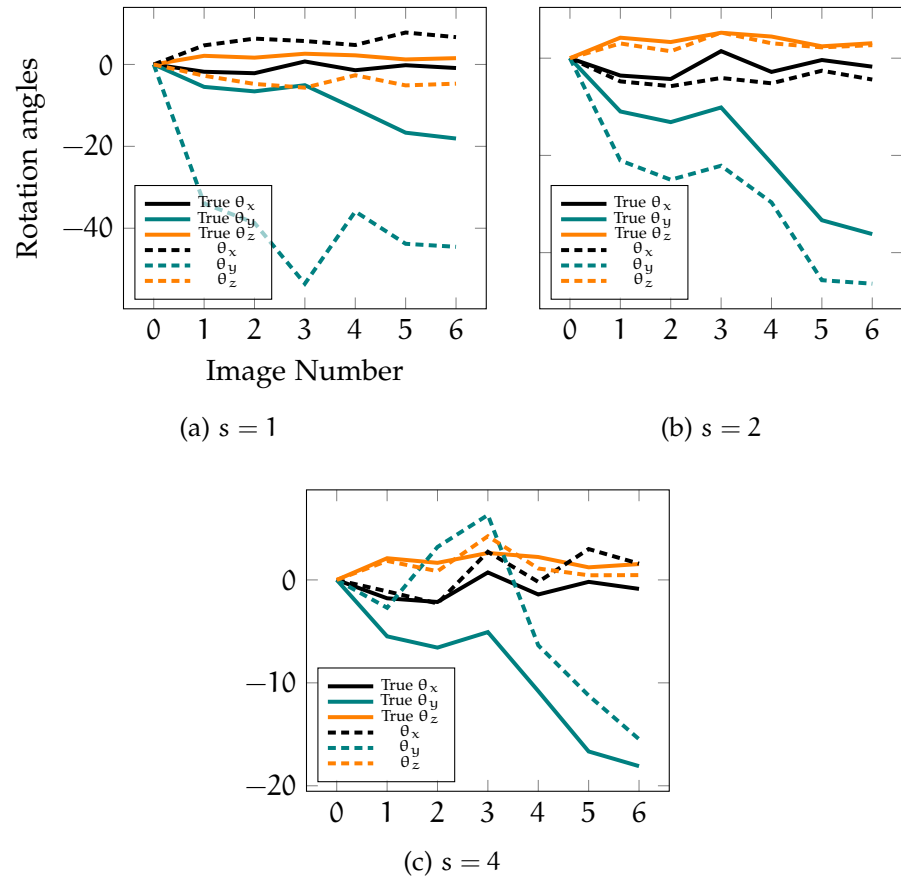 Rotation angles
0
−20
−40
True θx
True θy
True θz
θx
θy
θz
0 1 2 3 4 5 6
Image Number
(a) s = 1
True θx
True θy
True θz
θx
θy
θz
0 1 2 3 4 5 6
(b) s = 2
0
−10
−20
True θx
True θy
True θz
θx
θy
θz
0 1 2 3 4 5 6
(c) s = 4